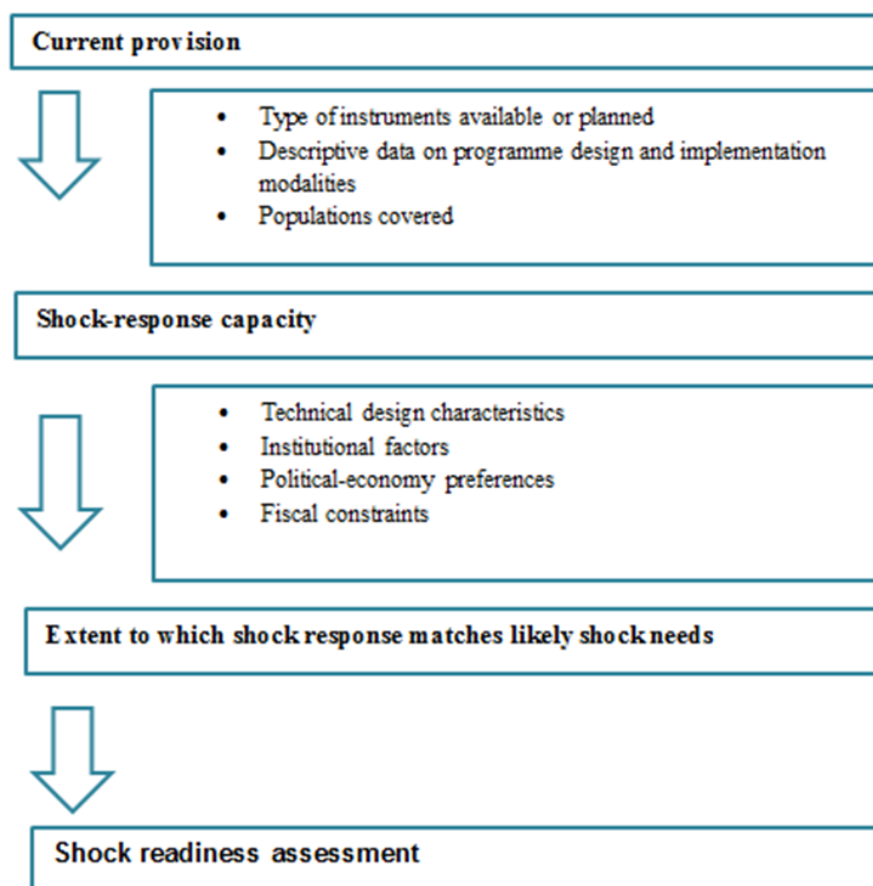 Current provision
• Type of instruments available or planned
• Descriptive data on programme design and implementation
modalities
• Populations covered
Shock-response capacity
• Technical design characteristics
• Institutional factors
• Political-economy preferences
• Fiscal constraints
Extent to which shock response matches likely shock needs
Shock readiness assessment